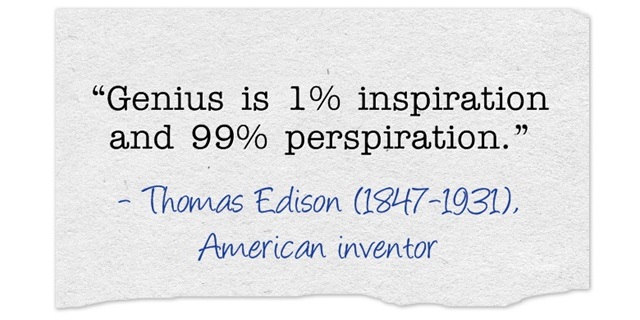 “Genius is 1% inspiration
and 99% perspiration.”
- Thomas Edison (1847-1931),
American inventor